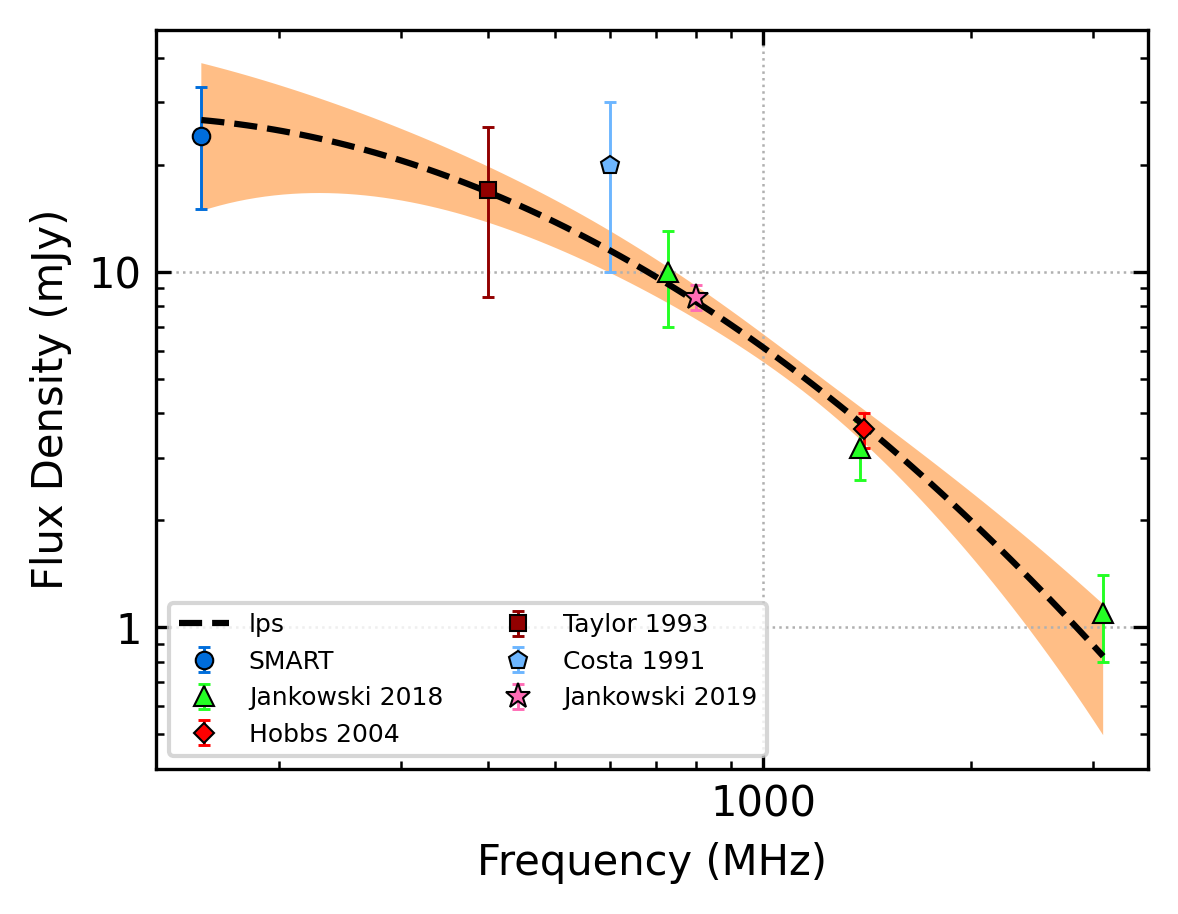 Flux Density (mJy)
10
1
lps
SMART
Jankowski 2018
Hobbs 2004
Taylor 1993
Costa 1991
Jankowski 2019
1000
Frequency (MHz)